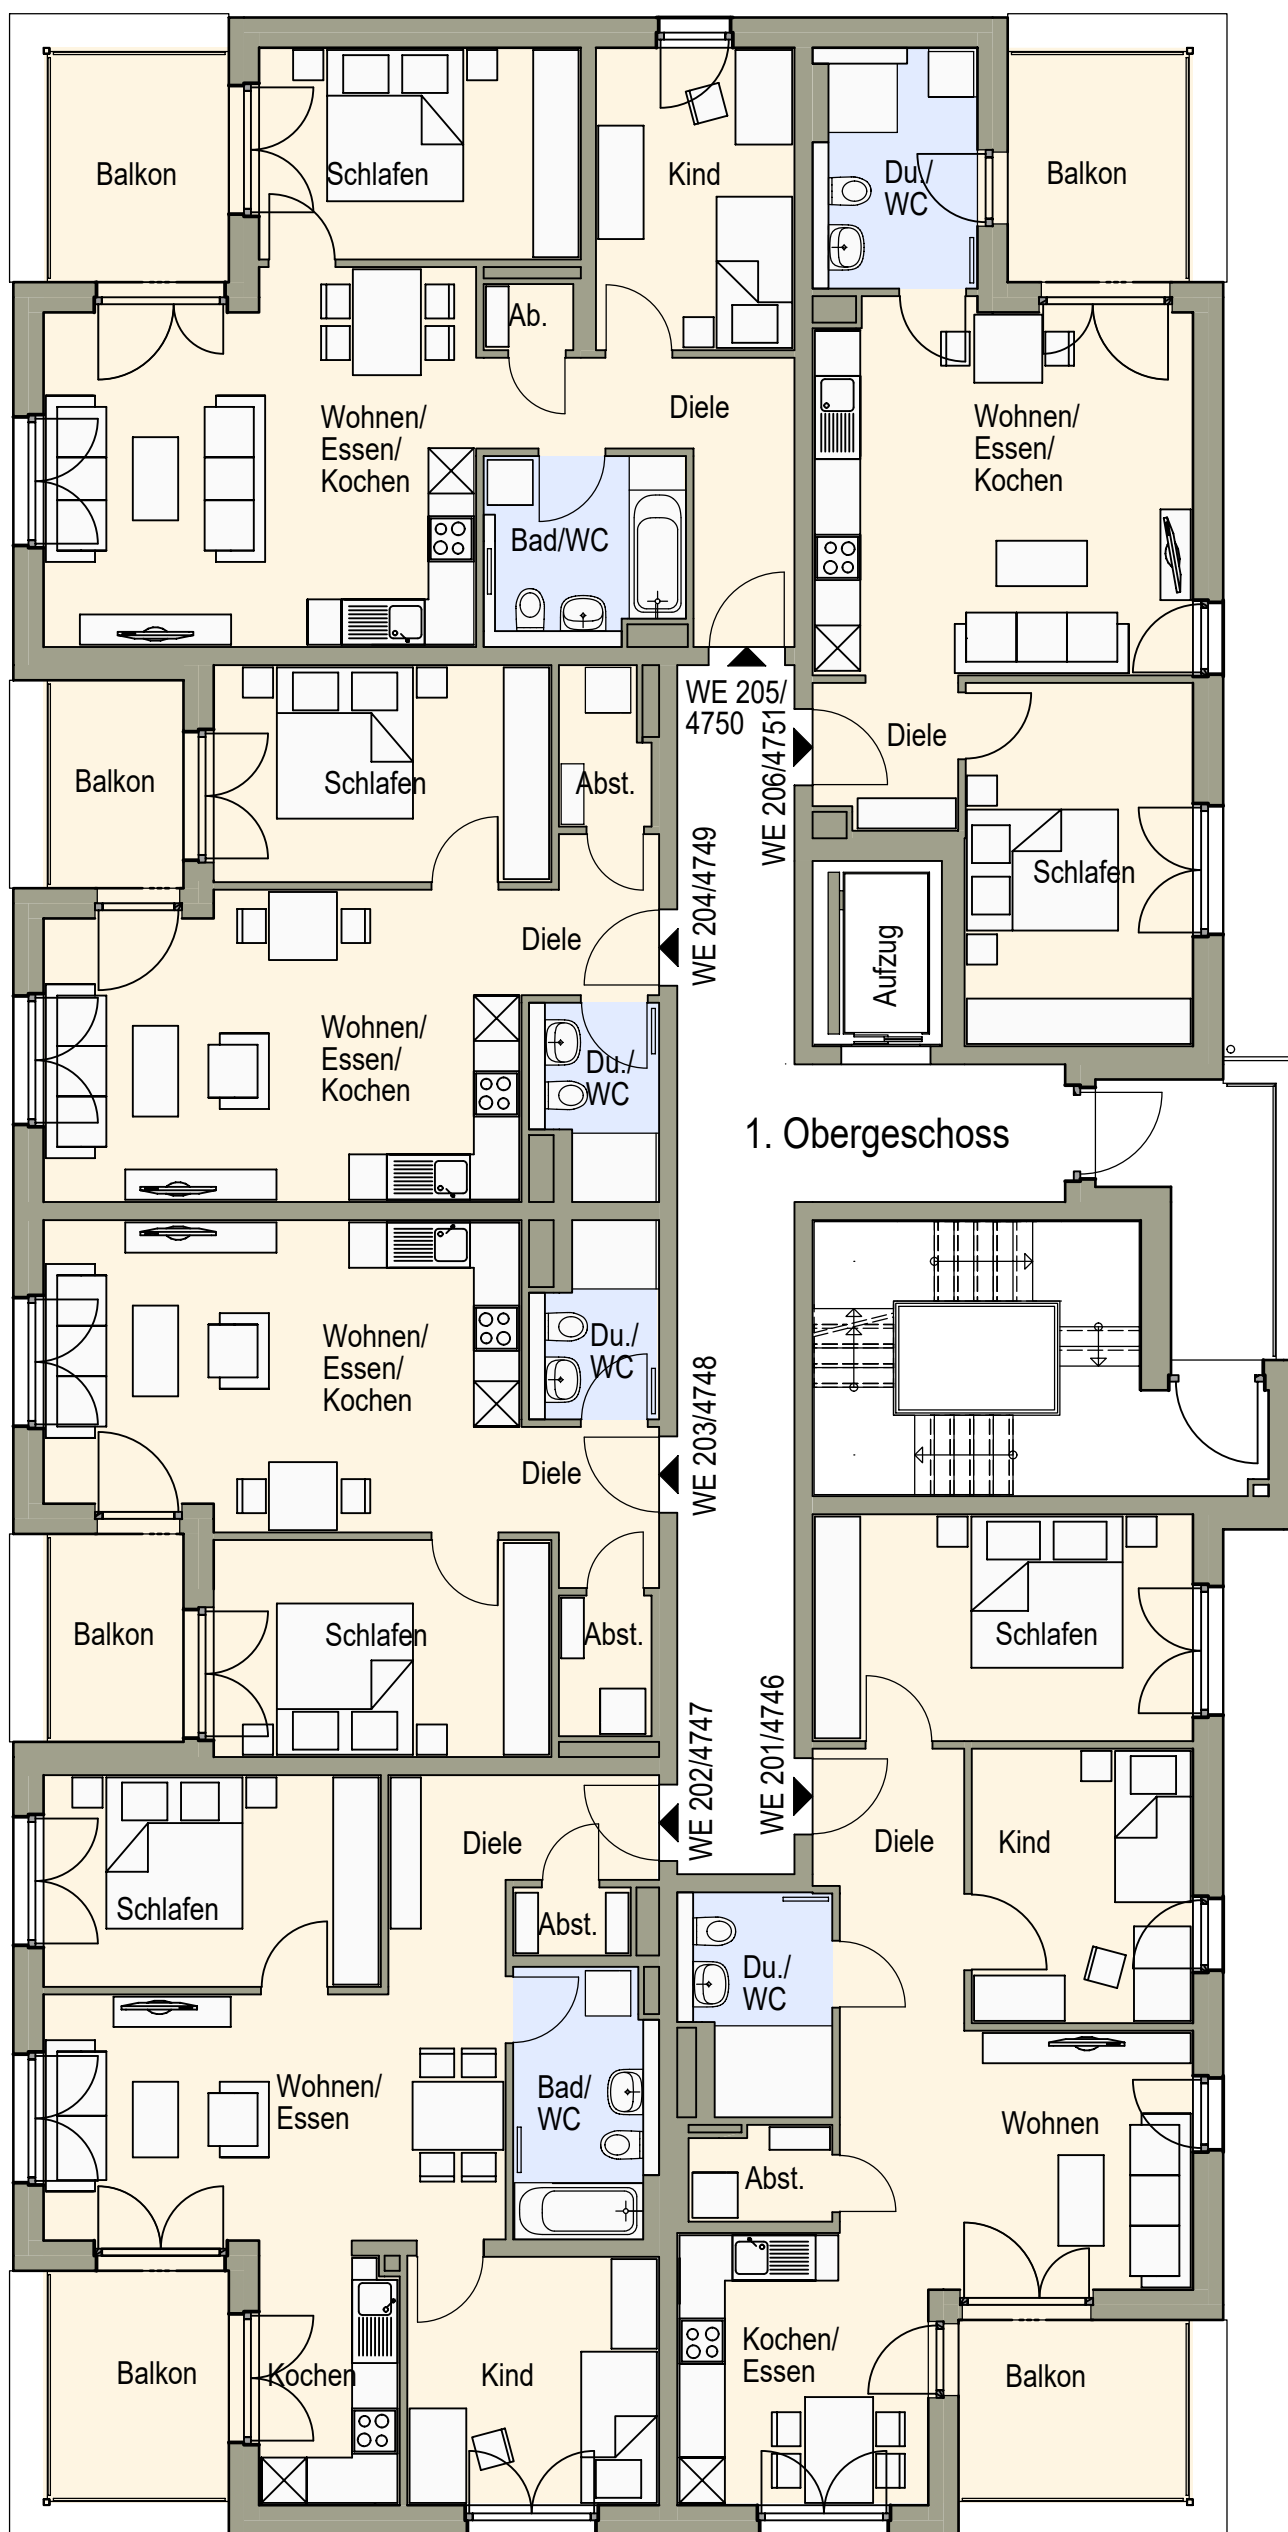 Balkon
Schlafen
Kind
Du./
WC
Balkon
Ab.
Wohnen/
Essen/
Kochen
Diele
Wohnen/
Essen/
Kochen
Bad/WC
WE 205/
4750
WE 206/4751
Diele
Balkon
Schlafen
Abst.
WE 204/4749
Schlafen
Diele
Aufzug
Wohnen/
Essen/
Kochen
Du./
WC
1. Obergeschoss
Wohnen/
Essen/
Kochen
Du./
WC
WE 203/4748
Diele
Balkon
Schlafen
Abst.
Schlafen
WE 202/4747
WE 201/4746
Diele
Diele
Kind
Schlafen
Abst.
Du./
WC
Wohnen/
Essen
Bad/
WC
Wohnen
Abst.
Balkon
Kochen
Kind
Kochen/
Essen
Balkon